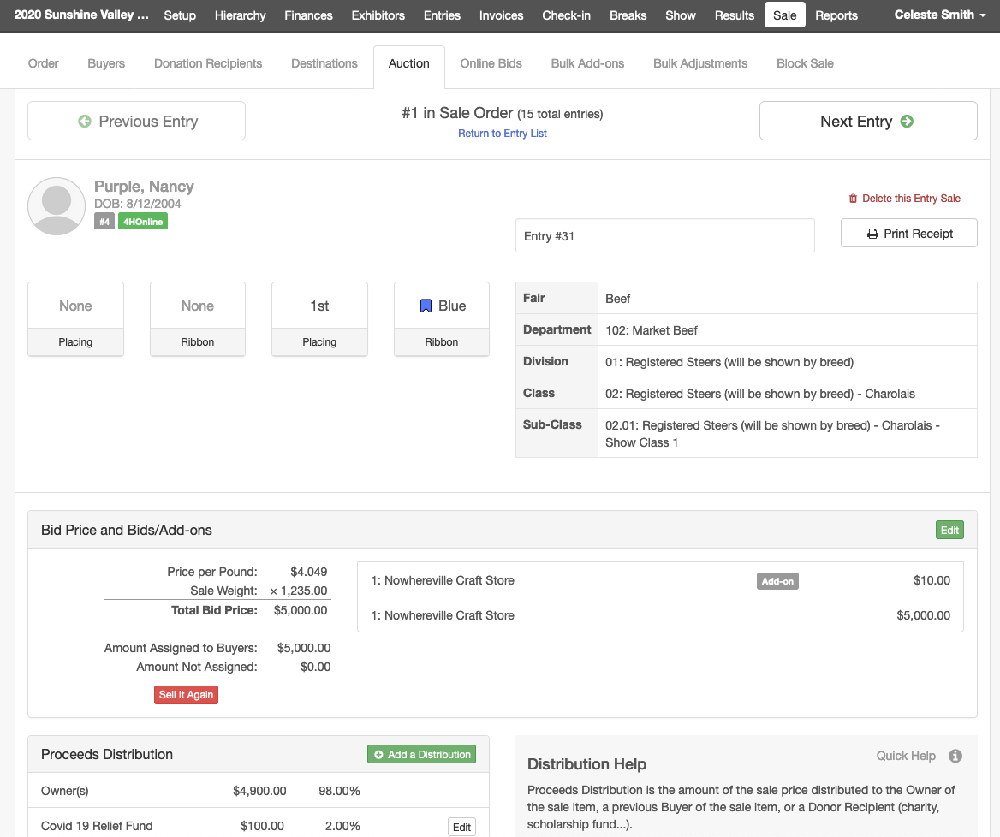 2020 Sunshine Valley ... Setup Hierarchy Finances Exhibitors Entries Invoices Check-in Breaks Show Results Sale Reports Celeste Smith
Order Buyers Donation Recipients Destinations Auction Online Bids Bulk Add-ons Bulk Adjustments Block Sale
Previous Entry
#1 in Sale Order (15 total entries)
Return to Entry List
Next Entry
Purple, Nancy
DOB: 8/12/2004
#4 4HOnline
Delete this Entry Sale
Entry #31
Print Receipt
None
Placing
None
Ribbon
1st
Placing
Blue
Ribbon
Fair Beef
Department 102: Market Beef
Division 01: Registered Steers (will be shown by breed)
Class 02: Registered Steers (will be shown by breed) - Charolais
Sub-Class 02.01: Registered Steers (will be shown by breed) - Charolais -
Show Class 1
Bid Price and Bids/Add-ons Edit
Price per Pound: $4.049
Sale Weight: × 1,235.00
Total Bid Price: $5,000.00
Amount Assigned to Buyers: $5,000.00
Amount Not Assigned: $0.00
Sell it Again
1: Nowhereville Craft Store Add-on $10.00
1: Nowhereville Craft Store $5,000.00
Proceeds Distribution Add a Distribution
Owner(s) $4,900.00 98.00%
Covid 19 Relief Fund $100.00 2.00% Edit
Quick Help
Distribution Help
Proceeds Distribution is the amount of the sale price distributed to the Owner of
the sale item, a previous Buyer of the sale item, or a Donor Recipient (charity,
scholarship fund...).